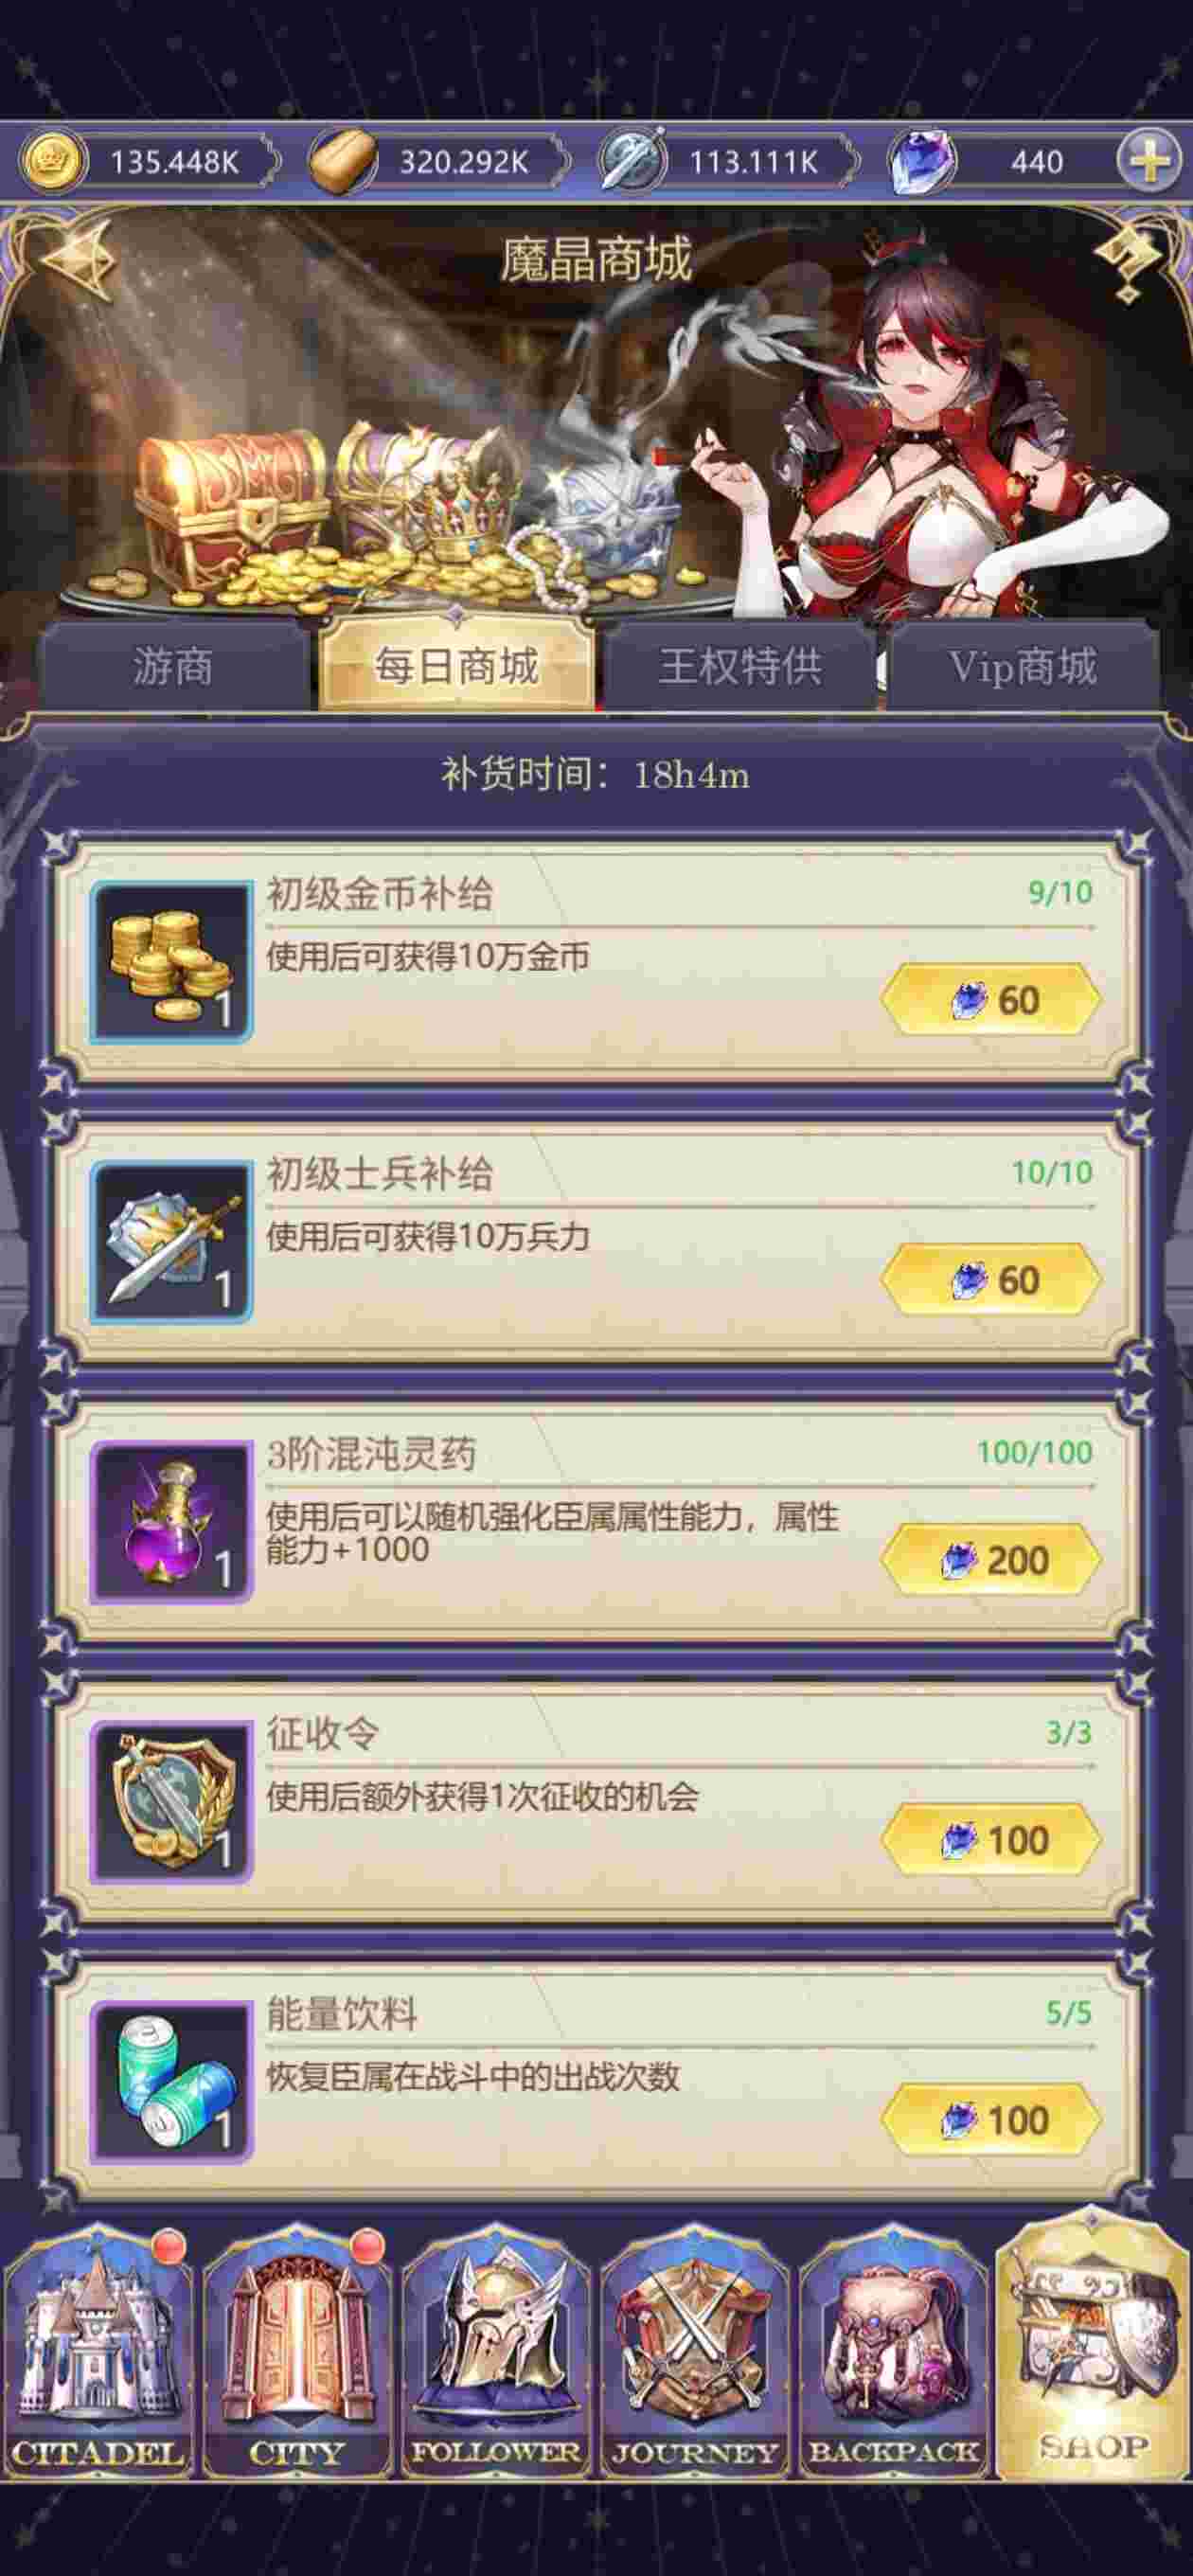 135.448K 320.292K 113.111K 440
魔晶商城
游商 每日商城 王权特供 Vip商城
补货时间：18h4m
初级金币补给 9/10
使用后可获得10万金币
1 60
初级士兵补给 10/10
使用后可获得10万兵力
1 60
3阶混沌灵药 100/100
使用后可以随机强化臣属属性能力，属性
能力+1000
1 200
征收令 3/3
使用后额外获得1次征收的机会
1 100
能量饮料 5/5
恢复臣属在战斗中的出战次数
1 100
CITADEL CITY FOLLOWER JOURNEY BACKPACK SHOP